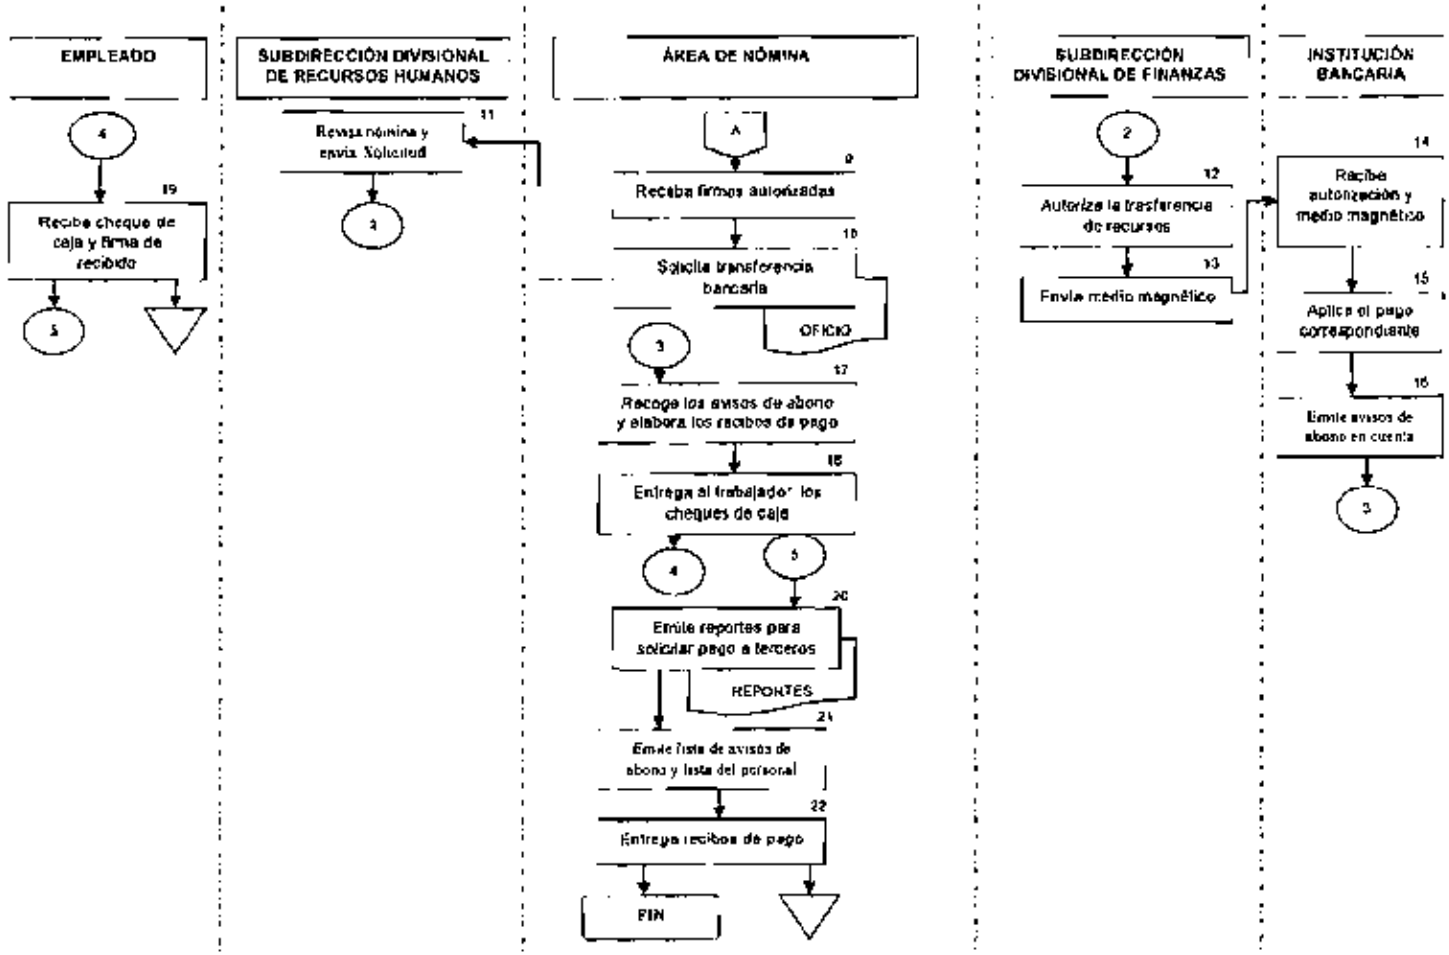 EMPLEADO
4
19
Recibe cheque de
caja y firma de
recibido
5
SUBDIRECCIÓN DIVISIONAL
DE RECURSOS HUMANOS
11
Revisa nómina y
envía Solicitud
2
ÁREA DE NÓMINA
A
9
Recaba firmas autorizadas
10
Solicita transferencia
bancaria
OFICIO
3
17
Recoge los avisos de abono
y elabora los recibos de pago
18
Entrega al trabajador los
cheques de caja
4
5
20
Emite reportes para
solicitar pago a terceros
REPORTES
21
Emite lista de avisos de
abono y lista del personal
22
Entrega recibos de pago
FIN
SUBDIRECCIÓN
DIVISIONAL DE FINANZAS
2
12
Autoriza la trasferencia
de recursos
13
Envía medio magnético
INSTITUCIÓN
BANCARIA
14
Recibe
autorización y
medio magnético
15
Aplica el pago
correspondiante
16
Emite avisos de
abono en cuenta
3